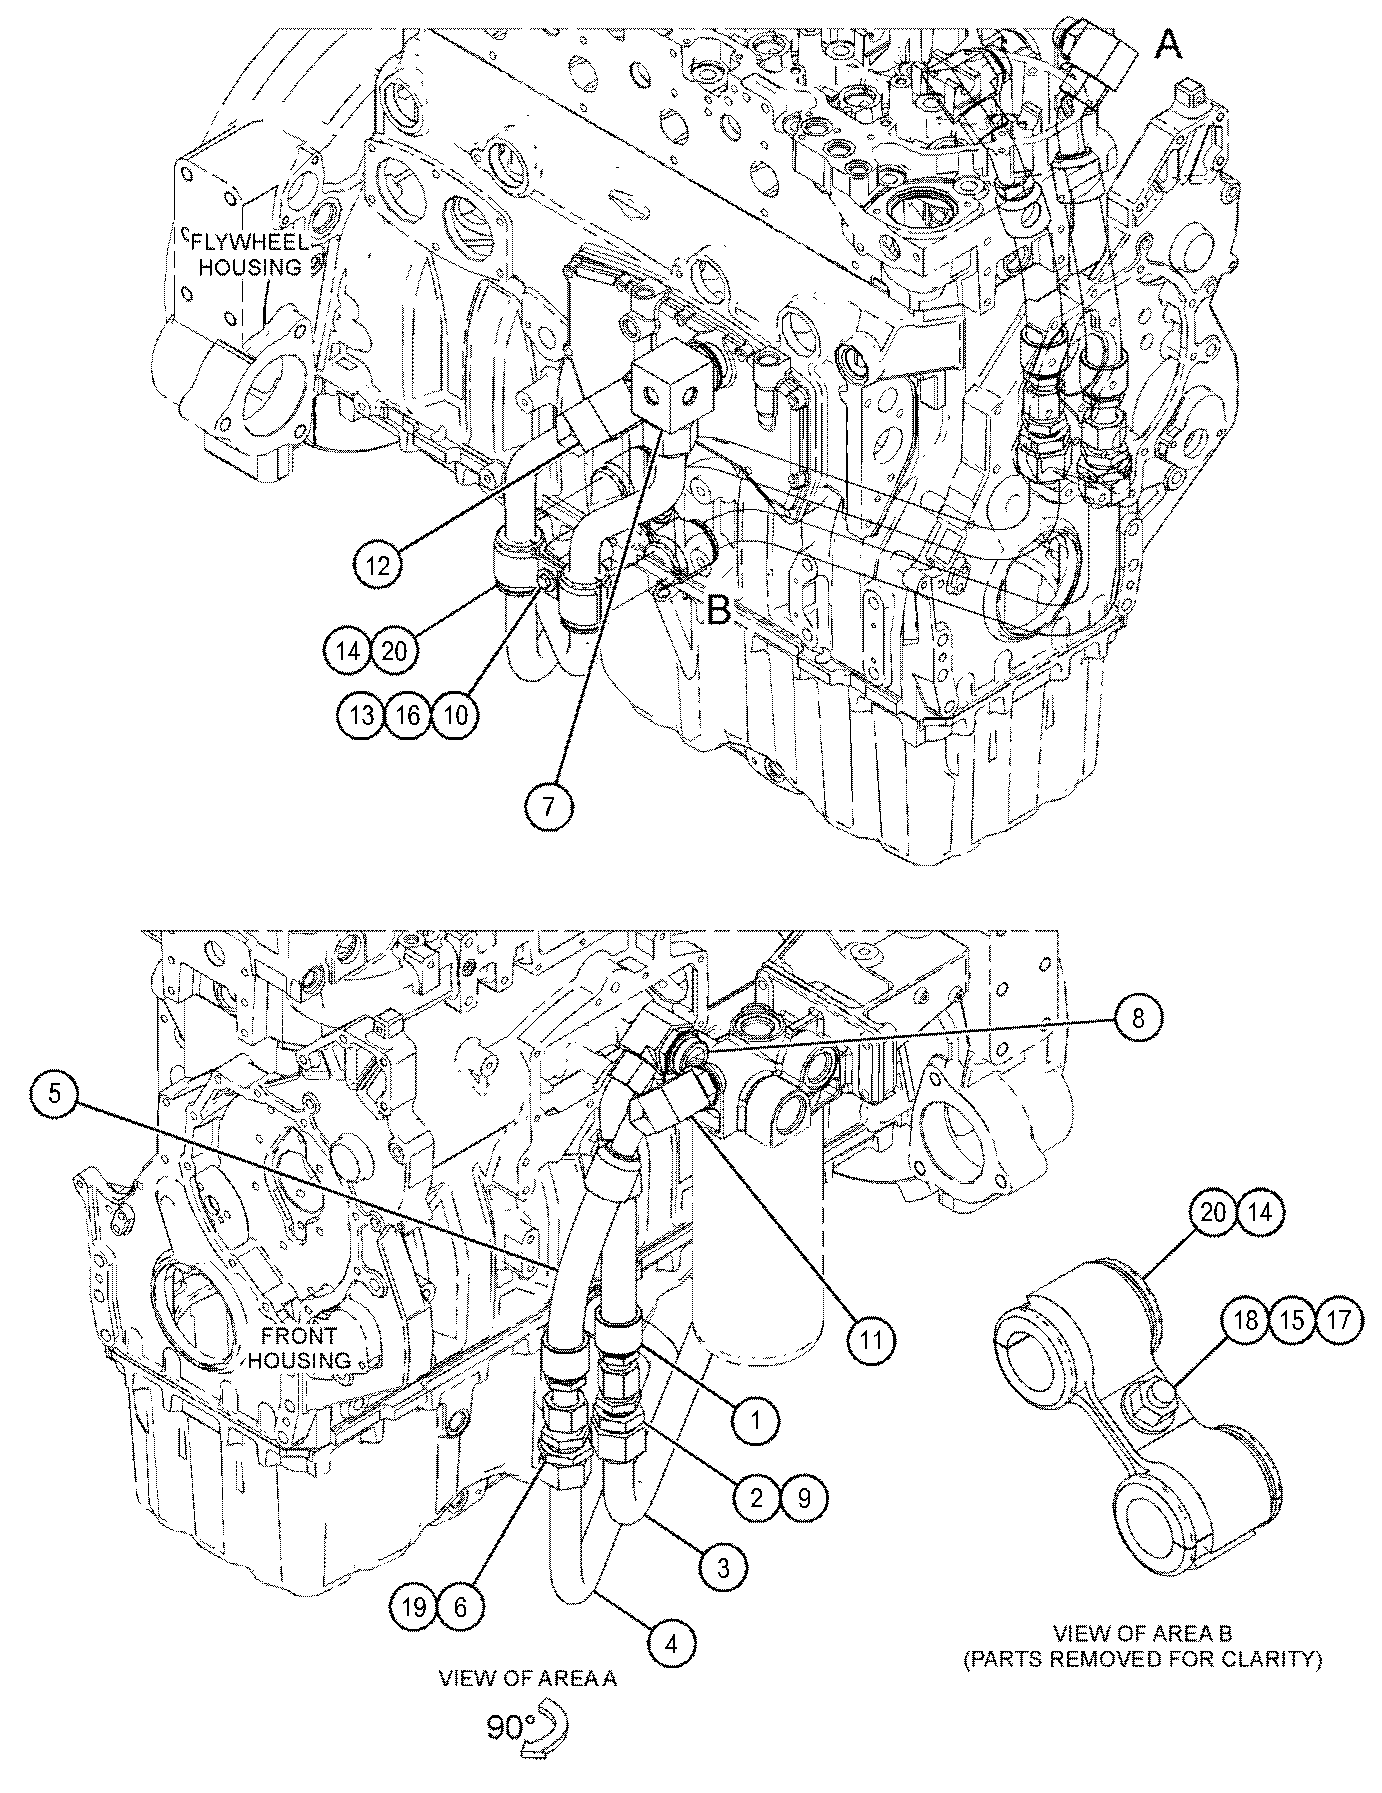 A
FLYWHEEL
HOUSING
12
B
14 20
13 16 10
7
8
5
20 14
FRONT
HOUSING
11
18 15 17
1
2 9
3
19 6
4
VIEW OF AREA B
(PARTS REMOVED FOR CLARITY)
VIEW OF AREA A
90°